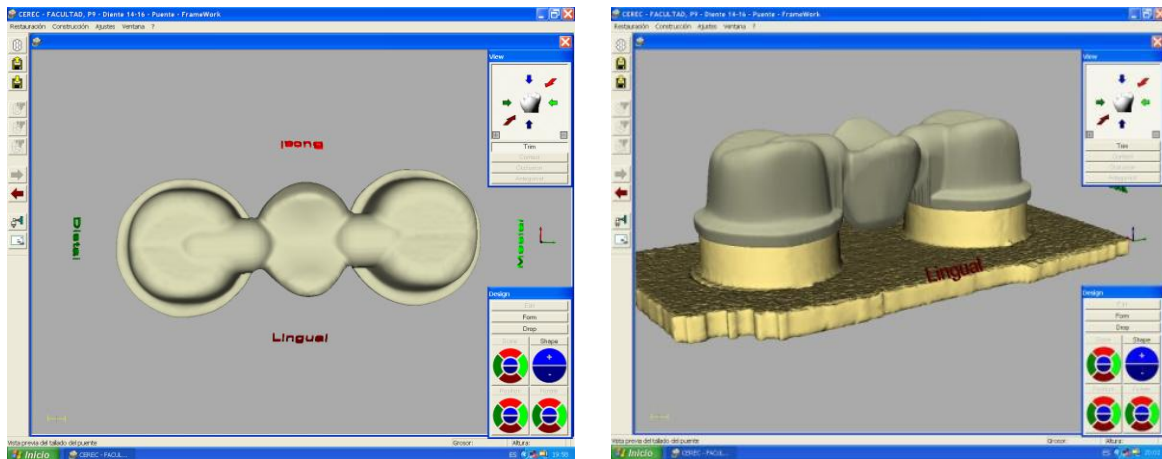 CEREC - FACULTAD, P9 - Diente 14-16 - Puente - FrameWork
Restauración Construcción Ajustes Ventana ?
View
Trim
Buccal
Distal
Mesial
Lingual
Design
Form
Drop
Shape
Vista previa del tallado del puente
Grosor: Altura:
Inicio
CEREC - FACUL...
ES
19:58
CEREC - FACULTAD, P9 - Diente 14-16 - Puente - FrameWork
Restauración Construcción Ajustes Ventana ?
View
Trim
Lingual
Design
Form
Drop
Shape
Vista previa del tallado del puente
Grosor: Altura:
Inicio
CEREC - FACUL...
ES